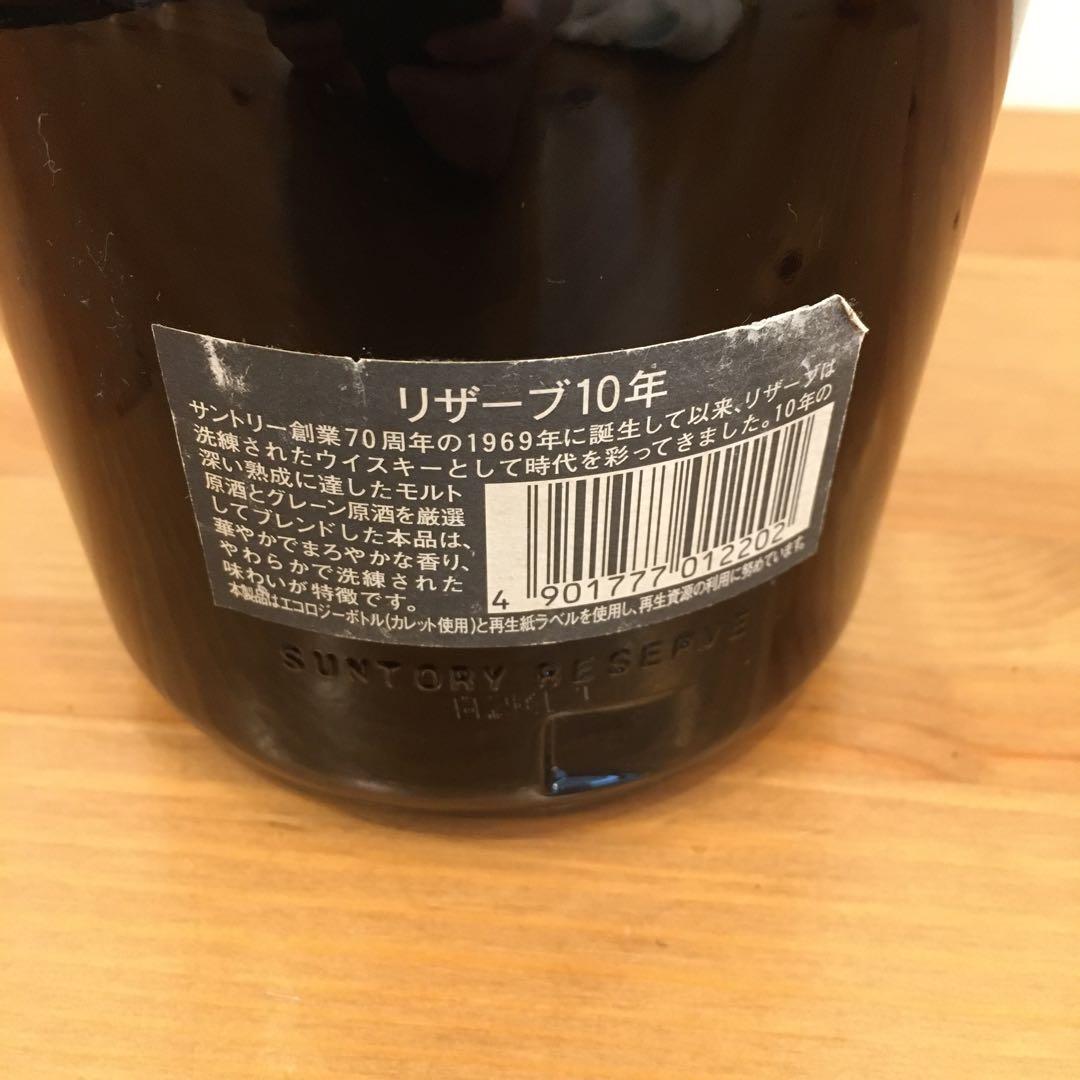 リザーブ10年
サントリー創業70周年の1969年に誕生して以来、リザーブは
洗練されたウイスキーとして時代を彩ってきました。10年の
深い熟成に達したモルト
原酒とグレーン原酒を厳選
してブレンドした本品は、
華やかでまろやかな香り、
やわらかで洗練された
味わいが特徴です。
4 901777 012202
本製品はエコロジーボトル(カレット使用)と再生紙ラベルを使用し、再生資源の利用に努めています。
SUNTORY RESERVE